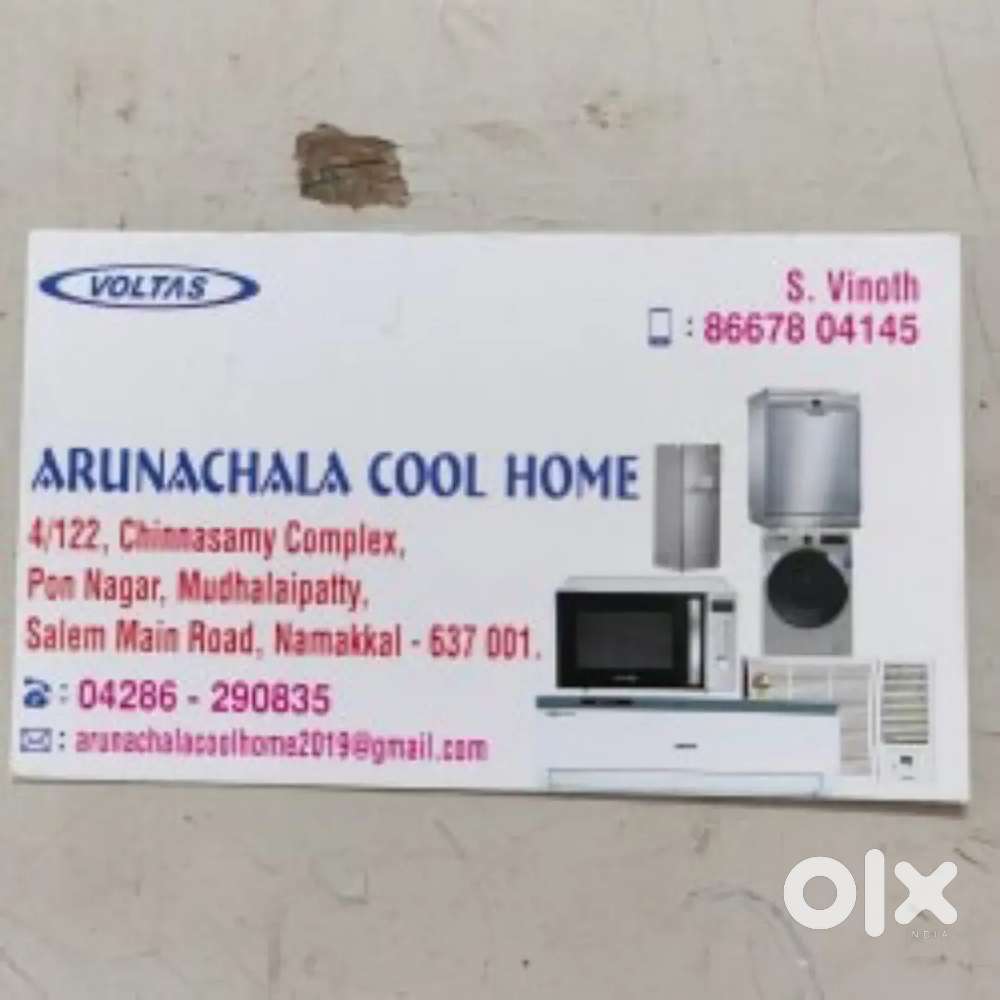 VOLTAS
S. Vinoth
: 86678 04145
ARUNACHALA COOL HOME
4/122, Chinnasamy Complex,
Pon Nagar, Mudhalaipatty,
Salem Main Road, Namakkal - 637 001.
: 04286 - 290835
: arunachalacoolhome2019@gmail.com
olx
INDIA